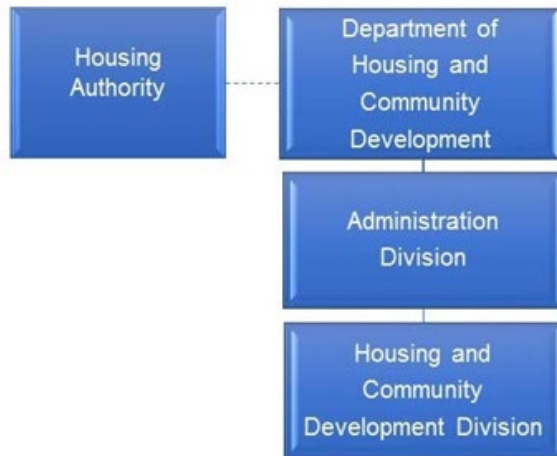 Housing
Authority
Department of
Housing and
Community
Development
Administration
Division
Housing and
Community
Development Division